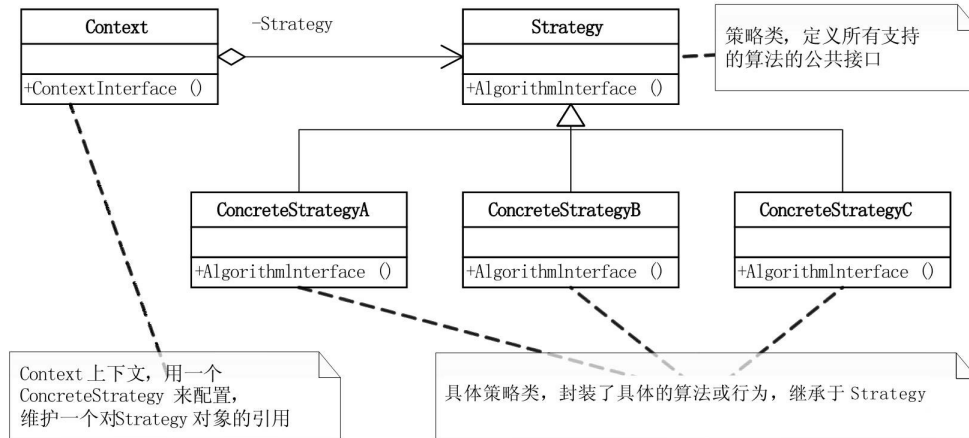 Context
-Strategy
Strategy
策略类，定义所有支持
的算法的公共接口
+ContextInterface ()
+Algorithmlnterface ()
ConcreteStrategyA
ConcreteStrategyB
ConcreteStrategyC
+Algorithmlnterface ()
+Algorithmlnterface ()
+Algorithmlnterface ()
Context 上下文，用一个
ConcreteStrategy 来配置，
维护一个对Strategy 对象的引用
具体策略类，封装了具体的算法或行为，继承于 Strategy